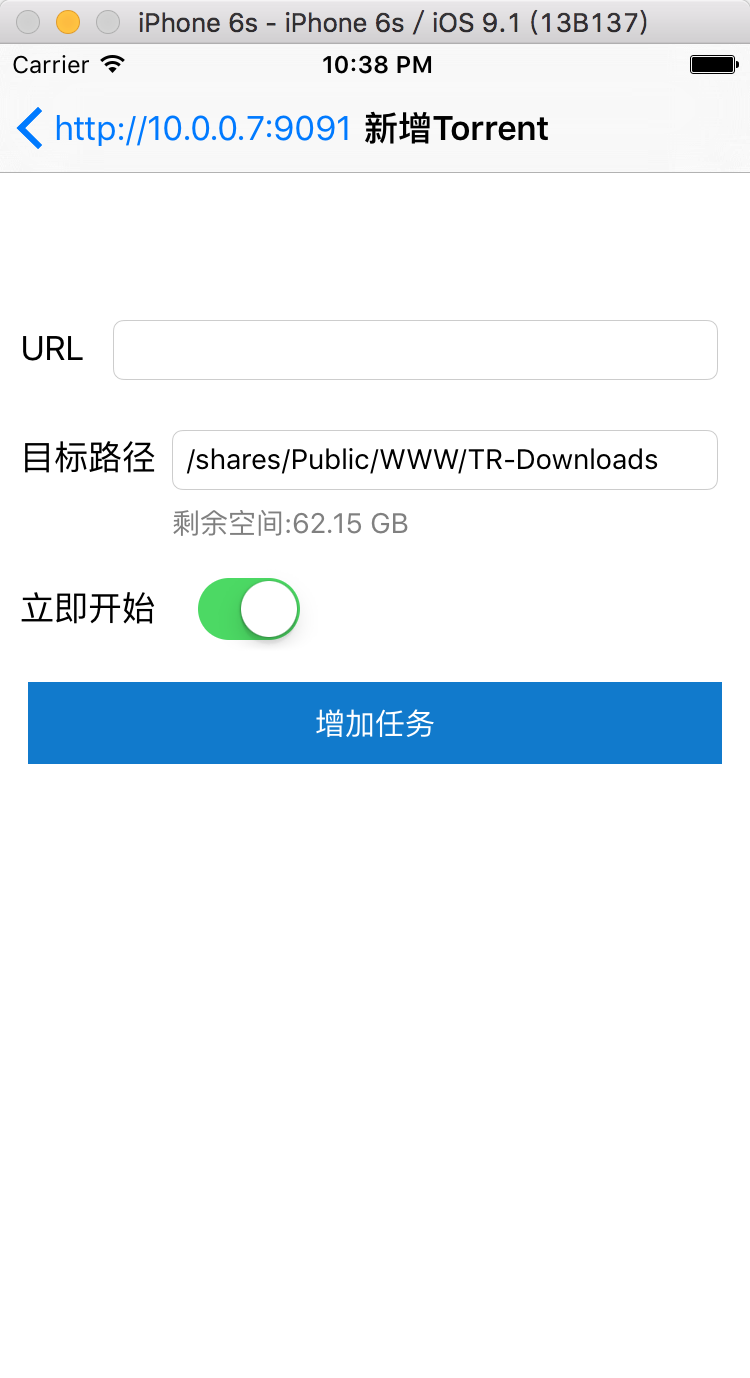 iPhone 6s - iPhone 6s / iOS 9.1 (13B137)
Carrier 10:38 PM
http://10.0.0.7:9091 新增Torrent
URL
目标路径 /shares/Public/WWW/TR-Downloads
剩余空间:62.15 GB
立即开始
增加任务